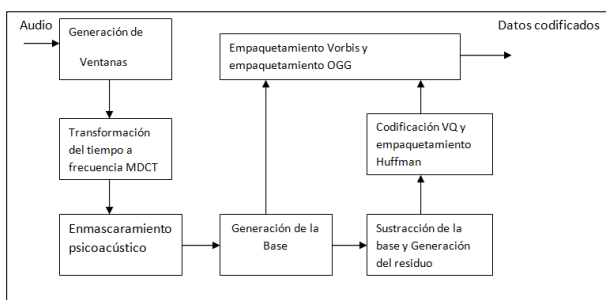 Audio
Datos codificados
Generación de
Ventanas
Empaquetamiento Vorbis y
empaquetamiento OGG
Transformación
del tiempo a
frecuencia MDCT
Codificación VQ y
empaquetamiento
Huffman
Enmascaramiento
psicoacústico
Generación de la
Base
Sustracción de la
base y Generación
del residuo